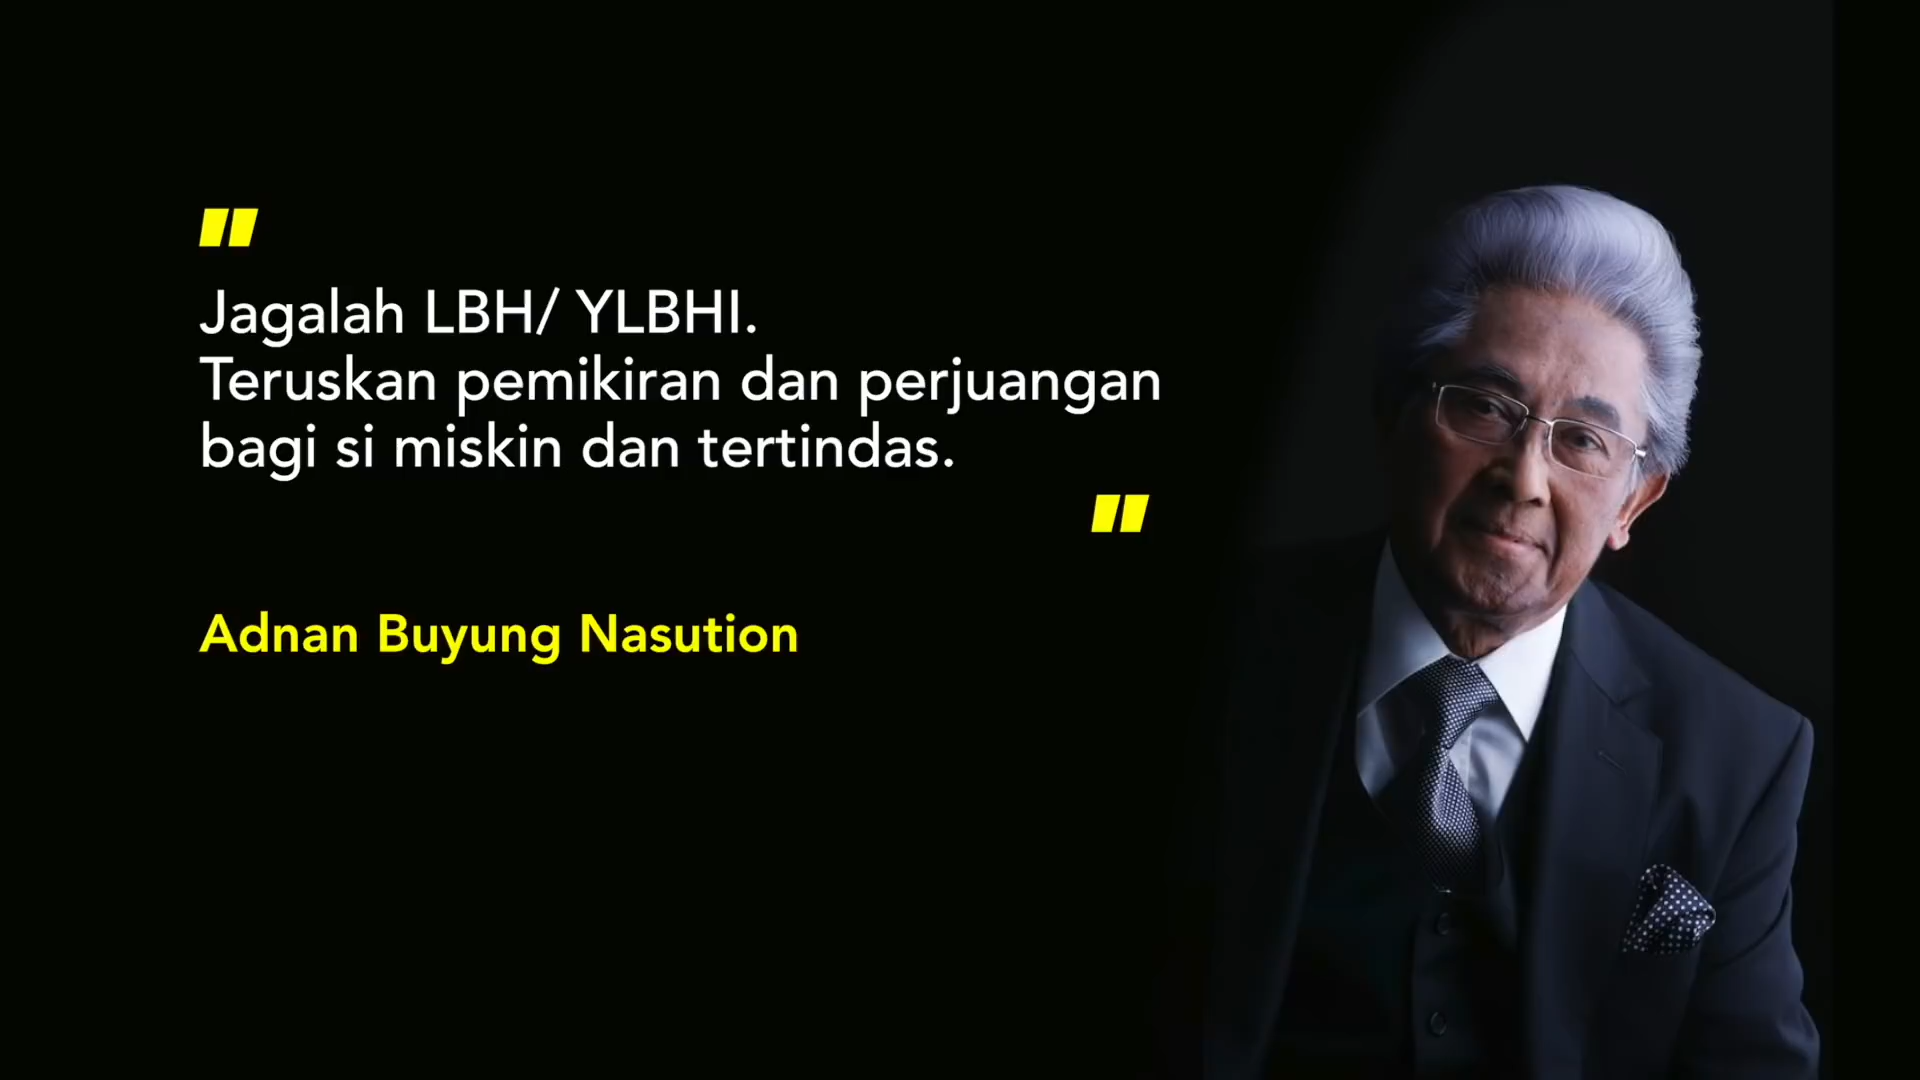 "
Jagalah LBH/ YLBHI.
Teruskan pemikiran dan perjuangan
bagi si miskin dan tertindas.
"
Adnan Buyung Nasution